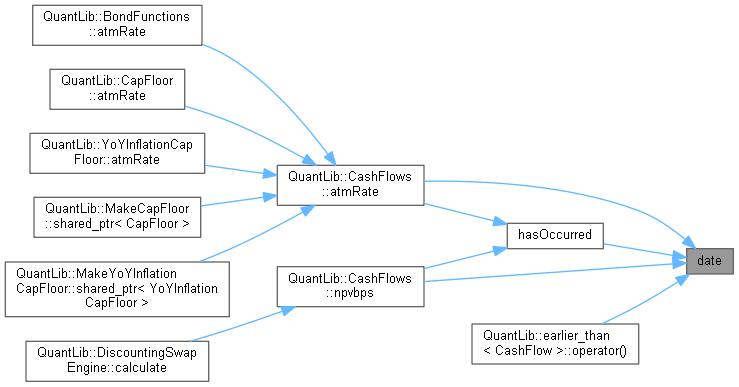 QuantLib::BondFunctions
::atmRate
QuantLib::CapFloor
::atmRate
QuantLib::YoYInflationCap
Floor::atmRate
QuantLib::MakeCapFloor
::shared_ptr< CapFloor >
QuantLib::MakeYoYInflation
CapFloor::shared_ptr< YoYInflation
CapFloor >
QuantLib::DiscountingSwap
Engine::calculate
QuantLib::CashFlows
::atmRate
QuantLib::CashFlows
::npvbps
hasOccurred
QuantLib::earlier_than
< CashFlow >::operator()
date